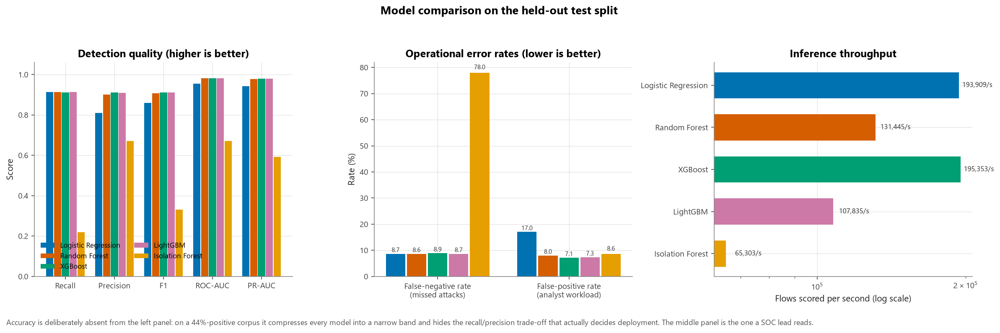 Model comparison on the held-out test split
Detection quality (higher is better)
Score
1.0
0.8
0.6
0.4
0.2
0.0
Logistic Regression
Random Forest
XGBoost
LightGBM
Isolation Forest
Recall
Precision
F1
ROC-AUC
PR-AUC
Operational error rates (lower is better)
Rate (%)
80
70
60
50
40
30
20
10
0
8.7
8.6
8.9
8.7
78.0
17.0
8.0
7.1
7.3
8.6
False-negative rate
(missed attacks)
False-positive rate
(analyst workload)
Inference throughput
Logistic Regression
193,909/s
Random Forest
131,445/s
XGBoost
195,353/s
LightGBM
107,835/s
Isolation Forest
65,303/s
10⁵
2 × 10⁵
Flows scored per second (log scale)
Accuracy is deliberately absent from the left panel: on a 44%-positive corpus it compresses every model into a narrow band and hides the recall/precision trade-off that actually decides deployment. The middle panel is the one a SOC lead reads.